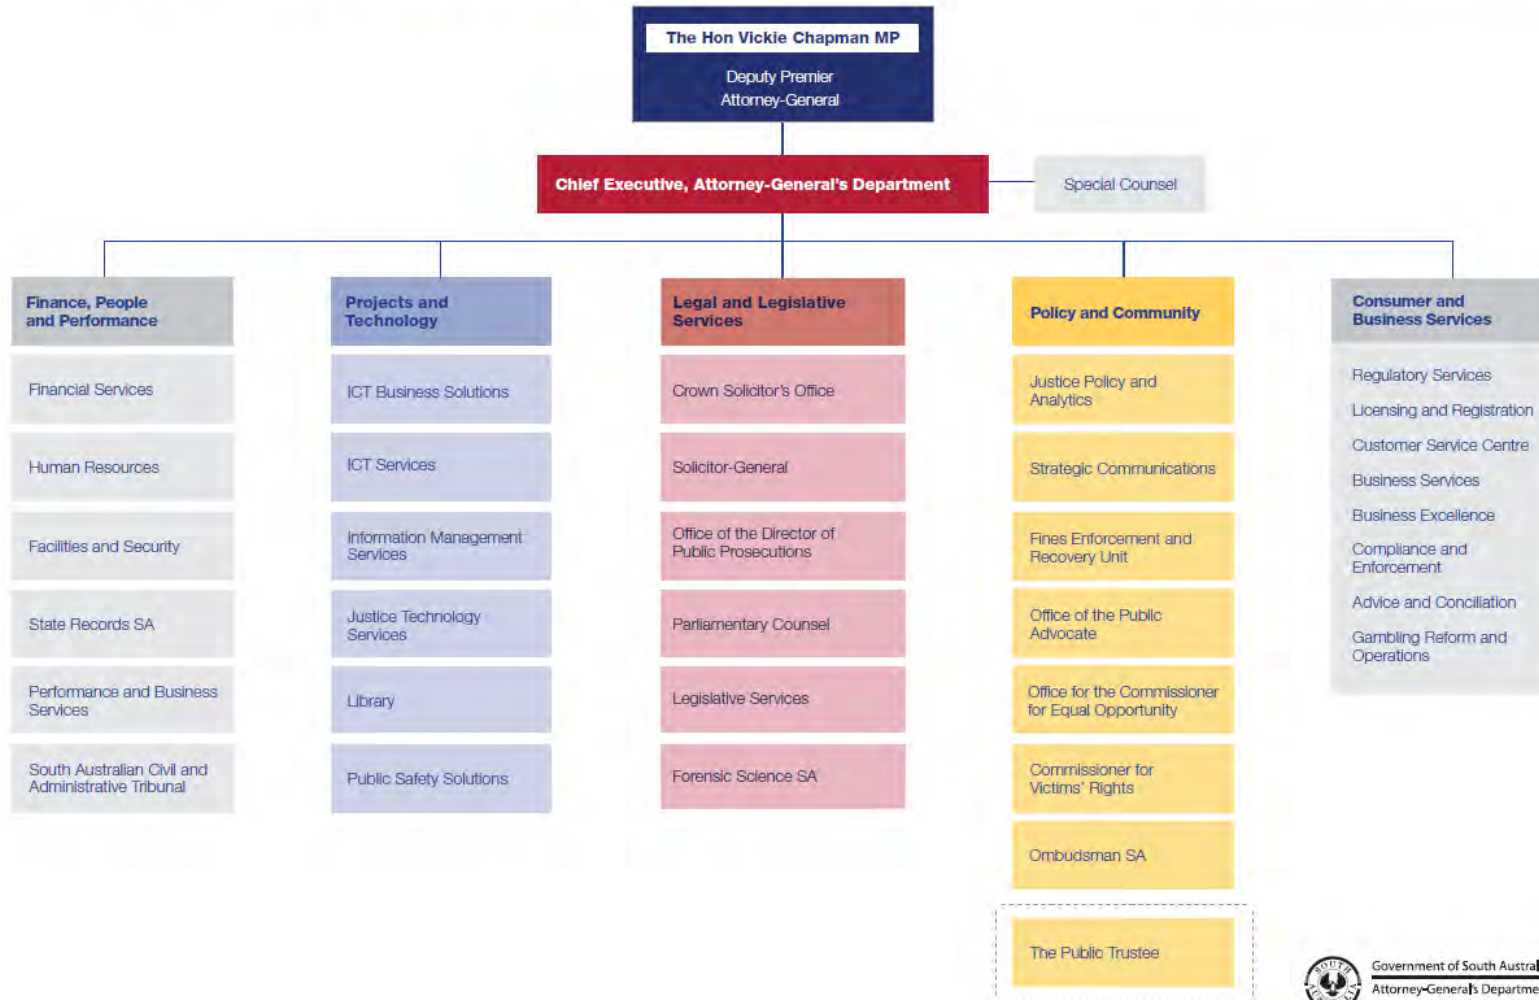 The Hon Vickie Chapman MP
Deputy Premier
Attorney-General
Chief Executive, Attorney-General's Department
Special Counsel
Finance, People
and Performance
Financial Services
Human Resources
Facilities and Security
State Records SA
Performance and Business
Services
South Australian Civil and
Administrative Tribunal
Projects and
Technology
ICT Business Solutions
ICT Services
Information Management
Services
Justice Technology
Services
Library
Public Safety Solutions
Legal and Legislative
Services
Crown Solicitor's Office
Solicitor-General
Office of the Director of
Public Prosecutions
Parliamentary Counsel
Legislative Services
Forensic Science SA
Policy and Community
Justice Policy and
Analytics
Strategic Communications
Fines Enforcement and
Recovery Unit
Office of the Public
Advocate
Office for the Commissioner
for Equal Opportunity
Commissioner for
Victims' Rights
Ombudsman SA
The Public Trustee
Consumer and
Business Services
Regulatory Services
Licensing and Registration
Customer Service Centre
Business Services
Business Excellence
Compliance and
Enforcement
Advice and Conciliation
Gambling Reform and
Operations
SOUTH
Government of South
Attorney-General's